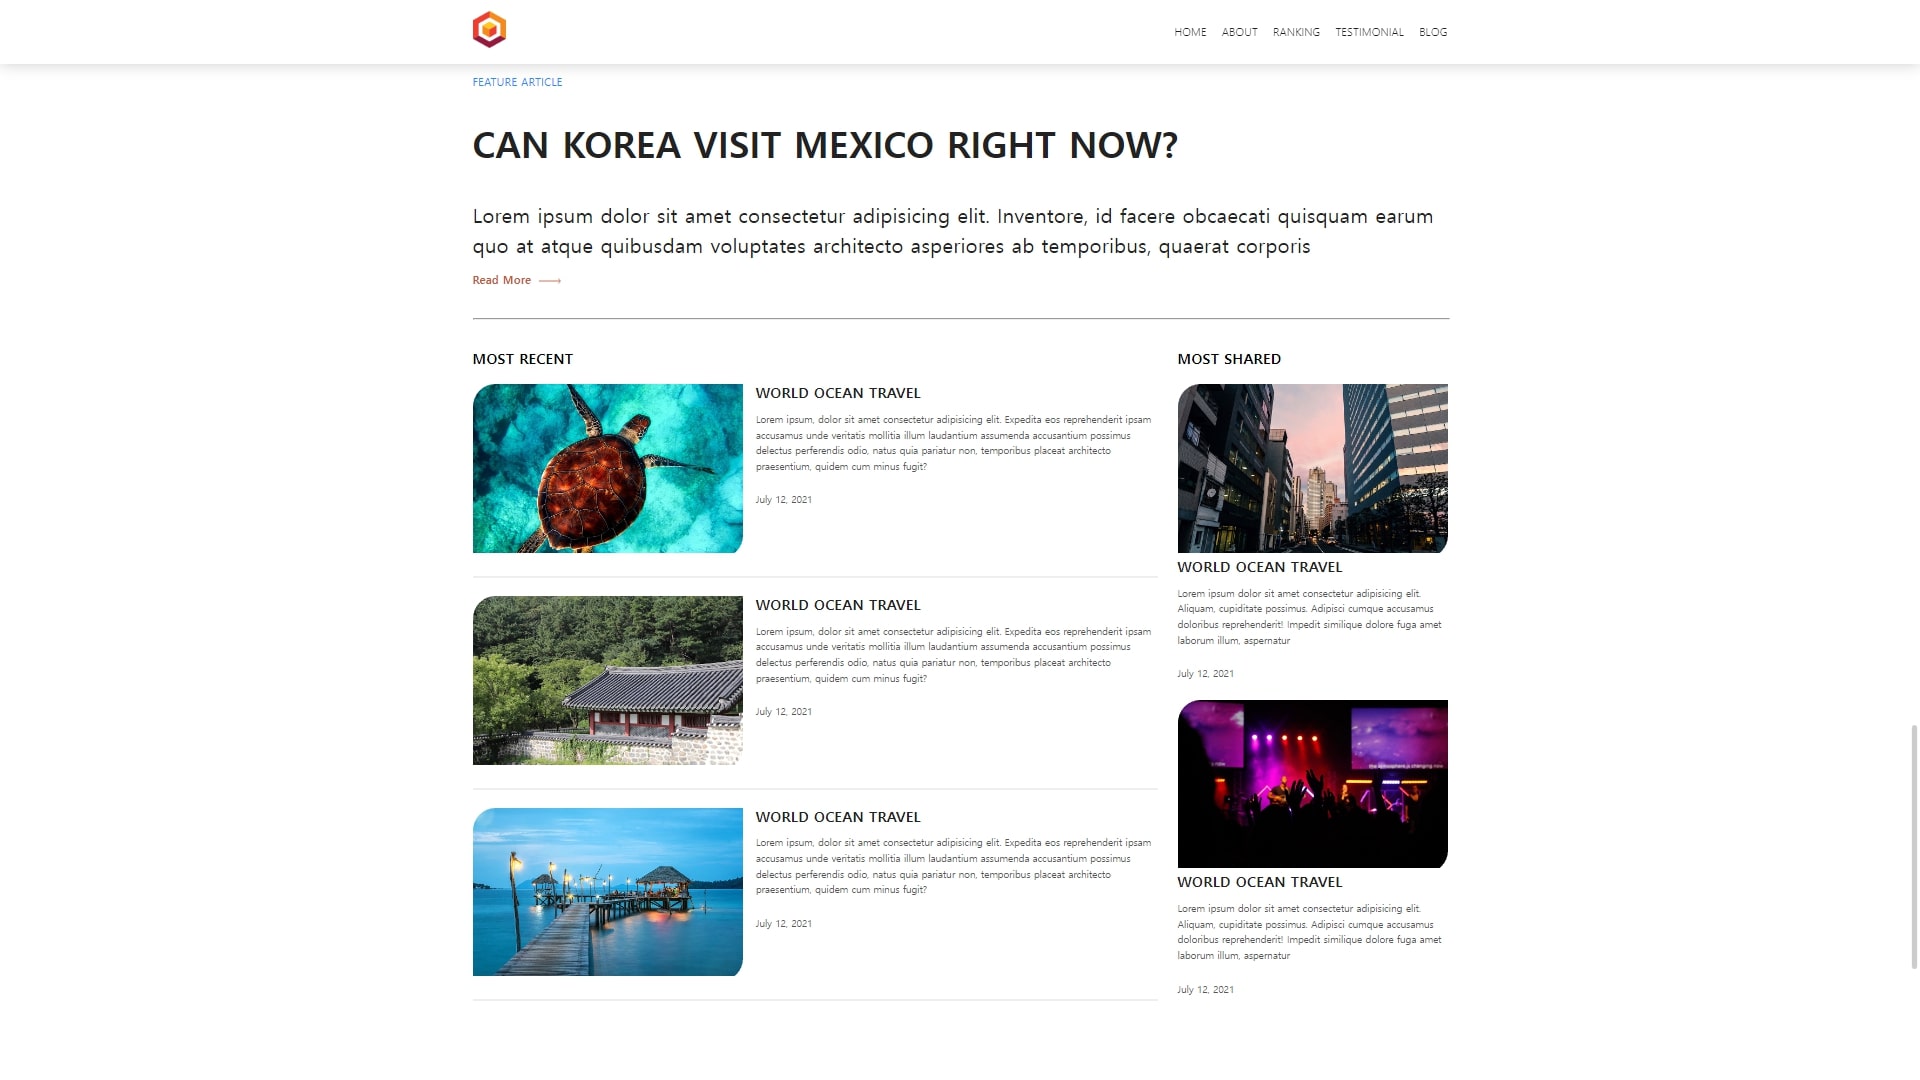 HOME ABOUT RANKING TESTIMONIAL BLOG
FEATURE ARTICLE
CAN KOREA VISIT MEXICO RIGHT NOW?
Lorem ipsum dolor sit amet consectetur adipisicing elit. Inventore, id facere obcaecati quisquam earum
quo at atque quibusdam voluptates architecto asperiores ab temporibus, quaerat corporis
Read More
MOST RECENT
WORLD OCEAN TRAVEL
Lorem ipsum, dolor sit amet consectetur adipisicing elit. Expedita eos reprehenderit ipsam
accusamus unde veritatis mollitia illum laudantium assumenda accusantium possimus
delectus perferendis odio, natus quia pariatur non, temporibus placeat architecto
praesentium, quidem cum minus fugit?
July 12, 2021
WORLD OCEAN TRAVEL
Lorem ipsum, dolor sit amet consectetur adipisicing elit. Expedita eos reprehenderit ipsam
accusamus unde veritatis mollitia illum laudantium assumenda accusantium possimus
delectus perferendis odio, natus quia pariatur non, temporibus placeat architecto
praesentium, quidem cum minus fugit?
July 12, 2021
WORLD OCEAN TRAVEL
Lorem ipsum, dolor sit amet consectetur adipisicing elit. Expedita eos reprehenderit ipsam
accusamus unde veritatis mollitia illum laudantium assumenda accusantium possimus
delectus perferendis odio, natus quia pariatur non, temporibus placeat architecto
praesentium, quidem cum minus fugit?
July 12, 2021
MOST SHARED
WORLD OCEAN TRAVEL
Lorem ipsum dolor sit amet consectetur adipisicing elit.
Aliquam, cupiditate possimus. Adipisci cumque accusamus
doloribus reprehenderit! Impedit similique dolore fuga amet
laborum illum, aspernatur
July 12, 2021
the atmosphere is changing now
WORLD OCEAN TRAVEL
Lorem ipsum dolor sit amet consectetur adipisicing elit.
Aliquam, cupiditate possimus. Adipisci cumque accusamus
doloribus reprehenderit! Impedit similique dolore fuga amet
laborum illum, aspernatur
July 12, 2021